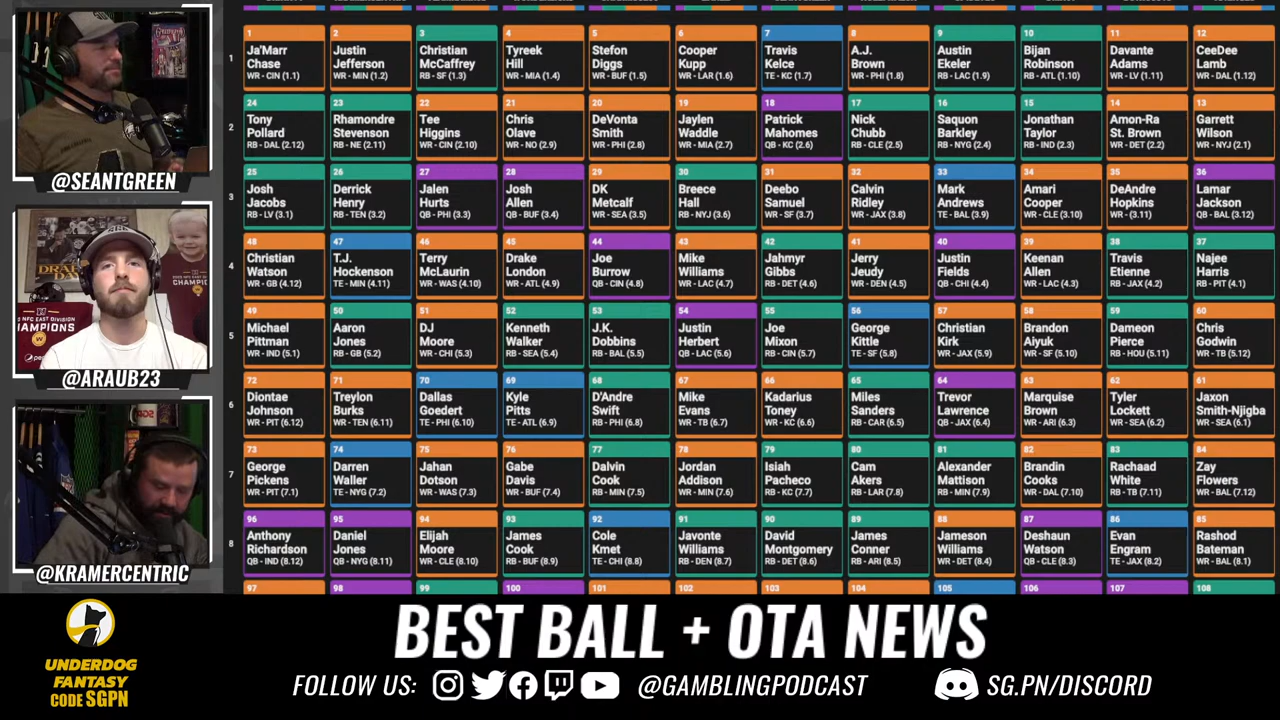 @SEANTGREEN
DRAFT
DAY
NFC EAST DIVISION
CHAMPIONS
@ARAUB23
@KRAMERCENTRIC
1 2 3 4 5 6 7 8 9 10 11 12
1
Ja'Marr Chase WR - CIN (1.1)
Justin Jefferson WR - MIN (1.2)
Christian McCaffrey RB - SF (1.3)
Tyreek Hill WR - MIA (1.4)
Stefon Diggs WR - BUF (1.5)
Cooper Kupp WR - LAR (1.6)
Travis Kelce TE - KC (1.7)
A.J. Brown WR - PHI (1.8)
Austin Ekeler RB - LAC (1.9)
Bijan Robinson RB - ATL (1.10)
Davante Adams WR - LV (1.11)
CeeDee Lamb WR - DAL (1.12)
24 23 22 21 20 19 18 17 16 15 14 13
2
Tony Pollard RB - DAL (2.12)
Rhamondre Stevenson RB - NE (2.11)
Tee Higgins WR - CIN (2.10)
Chris Olave WR - NO (2.9)
DeVonta Smith WR - PHI (2.8)
Jaylen Waddle WR - MIA (2.7)
Patrick Mahomes QB - KC (2.6)
Nick Chubb RB - CLE (2.5)
Saquon Barkley RB - NYG (2.4)
Jonathan Taylor RB - IND (2.3)
Amon-Ra St. Brown WR - DET (2.2)
Garrett Wilson WR - NYJ (2.1)
25 26 27 28 29 30 31 32 33 34 35 36
3
Josh Jacobs RB - LV (3.1)
Derrick Henry RB - TEN (3.2)
Jalen Hurts QB - PHI (3.3)
Josh Allen QB - BUF (3.4)
DK Metcalf WR - SEA (3.5)
Breece Hall RB - NYJ (3.6)
Deebo Samuel WR - SF (3.7)
Calvin Ridley WR - JAX (3.8)
Mark Andrews TE - BAL (3.9)
Amari Cooper WR - CLE (3.10)
DeAndre Hopkins WR - (3.11)
Lamar Jackson QB - BAL (3.12)
48 47 46 45 44 43 42 41 40 39 38 37
4
Christian Watson WR - GB (4.12)
T.J. Hockenson TE - MIN (4.11)
Terry McLaurin WR - WAS (4.10)
Drake London WR - ATL (4.9)
Joe Burrow QB - CIN (4.8)
Mike Williams WR - LAC (4.7)
Jahmyr Gibbs RB - DET (4.6)
Jerry Jeudy WR - DEN (4.5)
Justin Fields QB - CHI (4.4)
Keenan Allen WR - LAC (4.3)
Travis Etienne RB - JAX (4.2)
Najee Harris RB - PIT (4.1)
49 50 51 52 53 54 55 56 57 58 59 60
5
Michael Pittman WR - IND (5.1)
Aaron Jones RB - GB (5.2)
DJ Moore WR - CHI (5.3)
Kenneth Walker RB - SEA (5.4)
J.K. Dobbins RB - BAL (5.5)
Justin Herbert QB - LAC (5.6)
Joe Mixon RB - CIN (5.7)
George Kittle TE - SF (5.8)
Christian Kirk WR - JAX (5.9)
Brandon Aiyuk WR - SF (5.10)
Dameon Pierce RB - HOU (5.11)
Chris Godwin WR - TB (5.12)
72 71 70 69 68 67 66 65 64 63 62 61
6
Diontae Johnson WR - PIT (6.12)
Treylon Burks WR - TEN (6.11)
Dallas Goedert TE - PHI (6.10)
Kyle Pitts TE - ATL (6.9)
D'Andre Swift RB - PHI (6.8)
Mike Evans WR - TB (6.7)
Kadarius Toney WR - KC (6.6)
Miles Sanders RB - CAR (6.5)
Trevor Lawrence QB - JAX (6.4)
Marquise Brown WR - ARI (6.3)
Tyler Lockett WR - SEA (6.2)
Jaxon Smith-Njigba WR - SEA (6.1)
73 74 75 76 77 78 79 80 81 82 83 84
7
George Pickens WR - PIT (7.1)
Darren Waller TE - NYG (7.2)
Jahan Dotson WR - WAS (7.3)
Gabe Davis WR - BUF (7.4)
Dalvin Cook RB - MIN (7.5)
Jordan Addison WR - MIN (7.6)
Isiah Pacheco RB - KC (7.7)
Cam Akers RB - LAR (7.8)
Alexander Mattison RB - MIN (7.9)
Brandin Cooks WR - DAL (7.10)
Rachaad White RB - TB (7.11)
Zay Flowers WR - BAL (7.12)
96 95 94 93 92 91 90 89 88 87 86 85
8
Anthony Richardson QB - IND (8.12)
Daniel Jones QB - NYG (8.11)
Elijah Moore WR - CLE (8.10)
James Cook RB - BUF (8.9)
Cole Kmet TE - CHI (8.8)
Javonte Williams RB - DEN (8.7)
David Montgomery RB - DET (8.6)
James Conner RB - ARI (8.5)
Jameson Williams WR - DET (8.4)
Deshaun Watson QB - CLE (8.3)
Evan Engram TE - JAX (8.2)
Rashod Bateman WR - BAL (8.1)
97 98 99 100 101 102 103 104 105 106 107 108
UNDERDOG
FANTASY
CODE SGPN
BEST BALL + OTA NEWS
FOLLOW US: @GAMBLINGPODCAST SG.PN/DISCORD